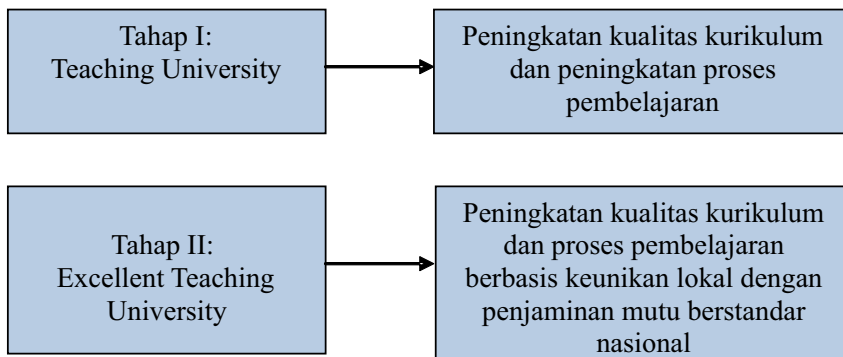 Tahap I:
Teaching University
Peningkatan kualitas kurikulum
dan peningkatan proses
pembelajaran
Tahap II:
Excellent Teaching
University
Peningkatan kualitas kurikulum
dan proses pembelajaran
berbasis keunikan lokal dengan
penjaminan mutu berstandar
nasional